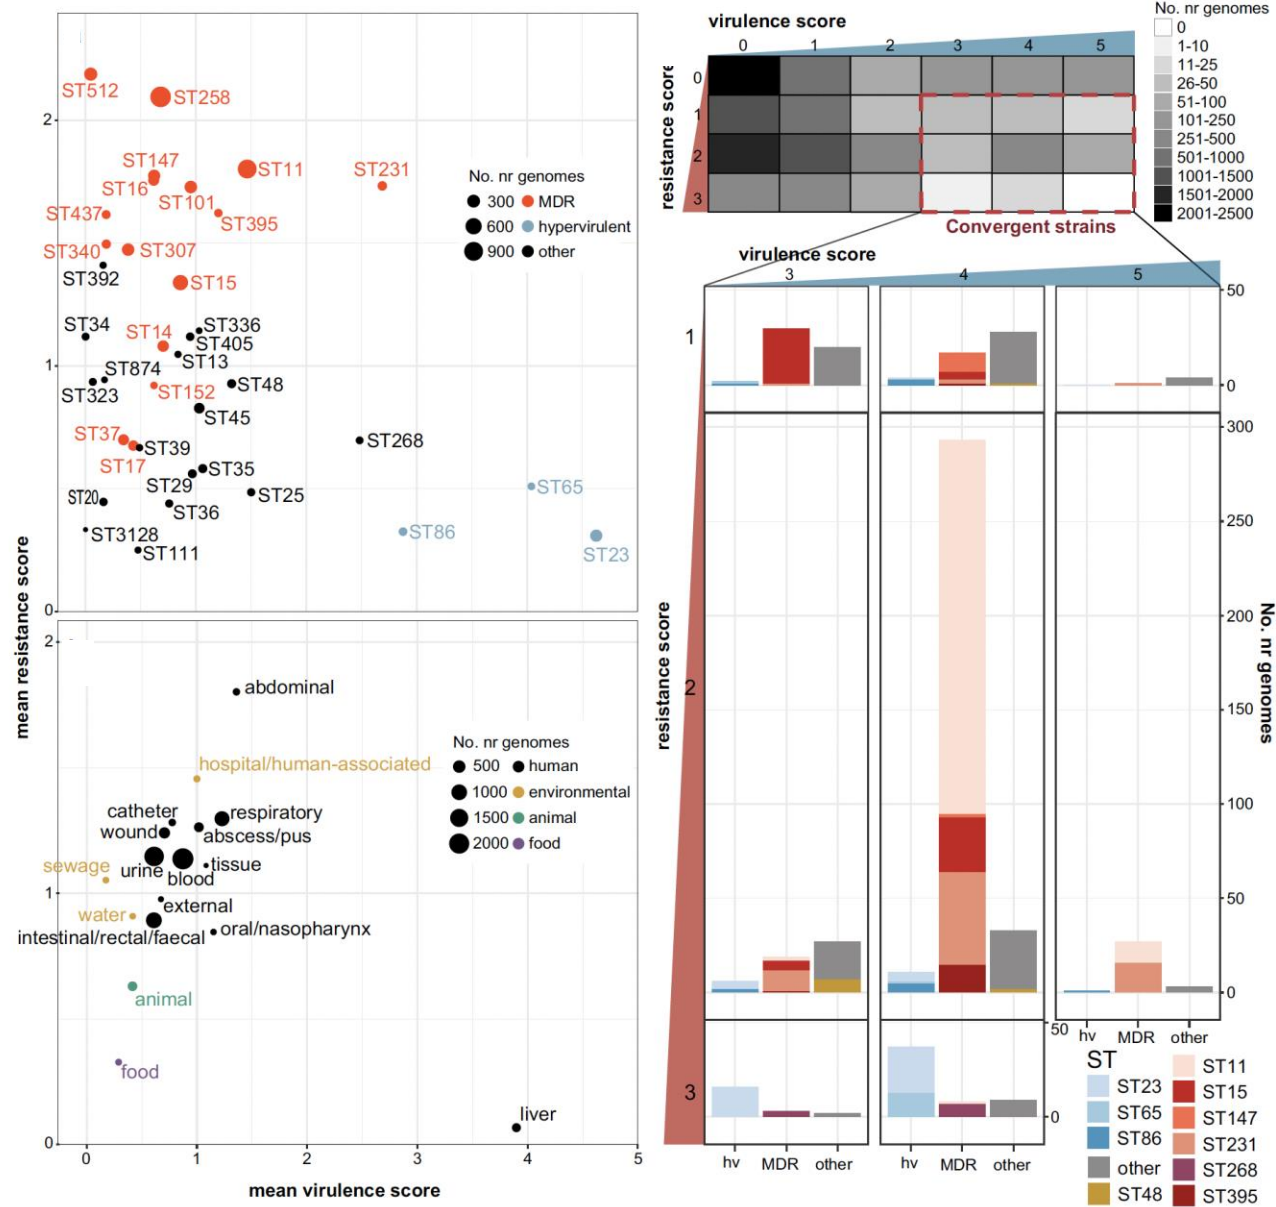 ST512
ST258
2
ST147
ST11
ST231
ST16
ST101
ST437
ST395
ST340
ST307
ST392
ST15
No. nr genomes
300 MDR
600 hypervirulent
900 other
ST34
ST336
ST14
ST405
ST13
1
ST874
ST48
ST323
ST152
ST45
ST37
ST39
ST268
ST17
ST35
ST29
ST65
ST20
ST25
ST36
ST3128
ST86
ST111
ST23
0
mean resistance score
2
abdominal
No. nr genomes
500 human
1000 environmental
1500 animal
2000 food
hospital/human-associated
catheter
respiratory
wound
abscess/pus
sewage
urine
blood
tissue
1
external
water
oral/nasopharynx
intestinal/rectal/faecal
animal
food
liver
0
0 1 2 3 4 5
mean virulence score
virulence score
0 1 2 3 4 5
resistance score
0
1
2
3
Convergent strains
No. nr genomes
0
1-10
11-25
26-50
51-100
101-250
251-500
501-1000
1001-1500
1501-2000
2001-2500
virulence score
3 4 5
resistance score
1
2
3
50
0
300
250
200
150
100
50
0
No. nr genomes
50
0
hv MDR other
hv MDR other
hv MDR other
ST
ST23
ST65
ST86
other
ST48
ST11
ST15
ST147
ST231
ST268
ST395